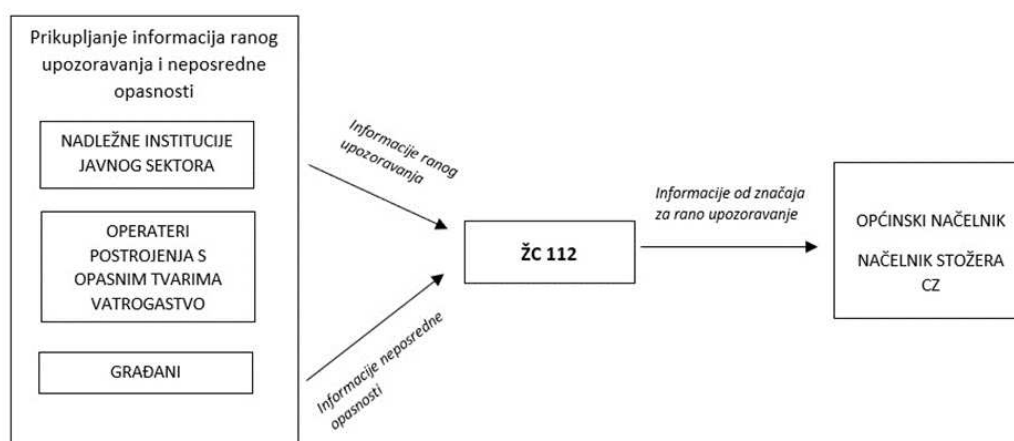 Prikupljanje informacija ranog
upozoravanja i neposredne
opasnosti
NADLEŽNE INSTITUCIJE
JAVNOG SEKTORA
OPERATERI
POSTROJENJA S
OPASNIM TVARIMA
VATROGASTVO
GRAĐANI
Informacije ranog
upozoravanja
Informacije neposredne
opasnosti
ŽC 112
Informacije od značaja
za rano upozoravanje
OPĆINSKI NAČELNIK
NAČELNIK STOŽERA
CZ